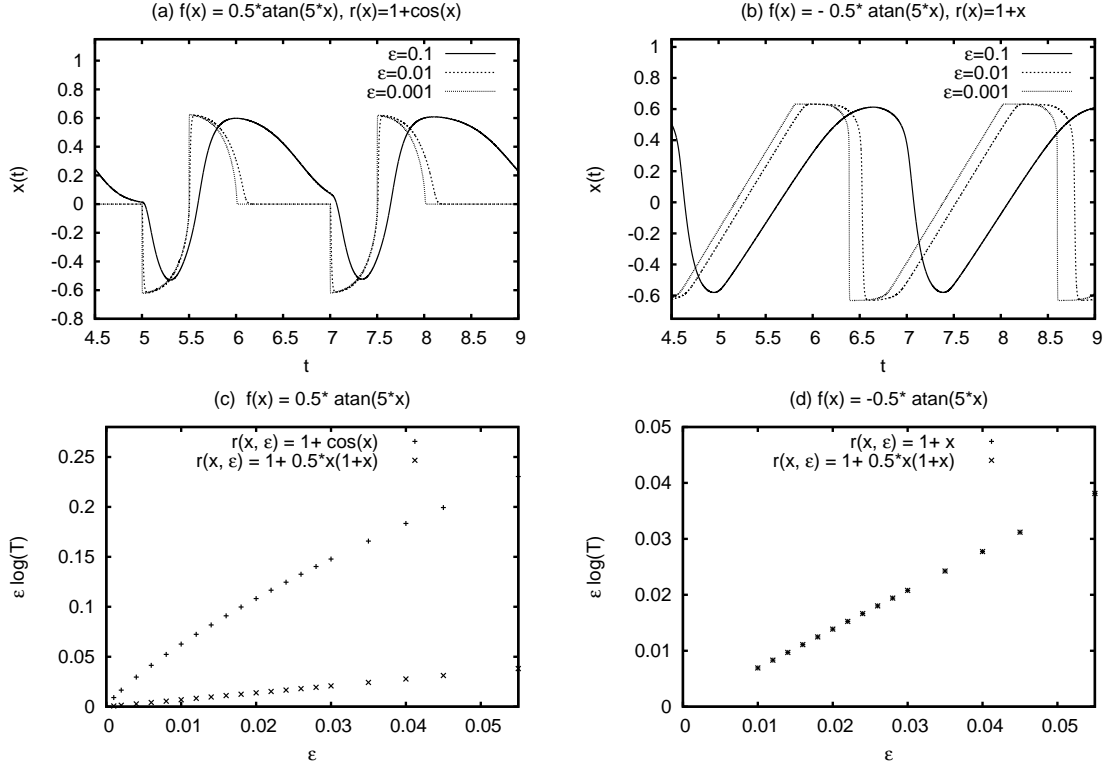 (a) f(x) = 0.5*atan(5*x), r(x)=1+cos(x)
ε=0.1
ε=0.01
ε=0.001
1
0.8
0.6
0.4
0.2
0
-0.2
-0.4
-0.6
-0.8
x(t)
4.5 5 5.5 6 6.5 7 7.5 8 8.5 9
t
(b) f(x) = - 0.5* atan(5*x), r(x)=1+x
ε=0.1
ε=0.01
ε=0.001
1
0.8
0.6
0.4
0.2
0
-0.2
-0.4
-0.6
x(t)
4.5 5 5.5 6 6.5 7 7.5 8 8.5 9
t
(c) f(x) = 0.5* atan(5*x)
r(x, ε) = 1+ cos(x)
r(x, ε) = 1+ 0.5*x(1+x)
0.25
0.2
0.15
0.1
0.05
0
ε log(T)
0 0.01 0.02 0.03 0.04 0.05
ε
(d) f(x) = -0.5* atan(5*x)
r(x, ε) = 1+ x
r(x, ε) = 1+ 0.5*x(1+x)
0.05
0.04
0.03
0.02
0.01
0
ε log(T)
0 0.01 0.02 0.03 0.04 0.05
ε